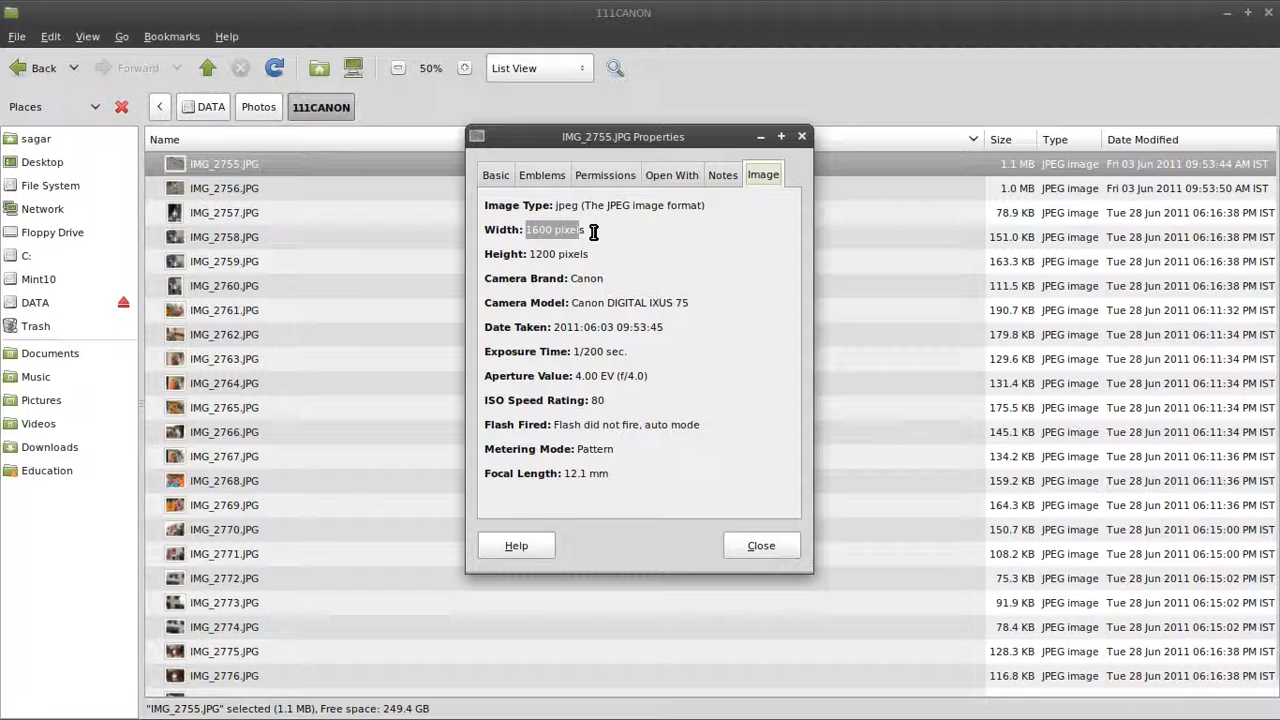 111CANON
File Edit View Go Bookmarks Help
Back Forward 50% List View
Places DATA Photos 111CANON
Name Size Type Date Modified
sagar
Desktop
File System
Network
Floppy Drive
C:
Mint10
DATA
Trash
Documents
Music
Pictures
Videos
Downloads
Education
IMG_2755.JPG 1.1 MB JPEG image Fri 03 Jun 2011 09:53:44 AM IST
IMG_2756.JPG 1.0 MB JPEG image Fri 03 Jun 2011 09:53:50 AM IST
IMG_2757.JPG 78.9 KB JPEG image Tue 28 Jun 2011 06:16:38 PM IST
IMG_2758.JPG 151.0 KB JPEG image Tue 28 Jun 2011 06:16:38 PM IST
IMG_2759.JPG 163.3 KB JPEG image Tue 28 Jun 2011 06:16:38 PM IST
IMG_2760.JPG 111.5 KB JPEG image Tue 28 Jun 2011 06:16:38 PM IST
IMG_2761.JPG 190.7 KB JPEG image Tue 28 Jun 2011 06:11:32 PM IST
IMG_2762.JPG 179.8 KB JPEG image Tue 28 Jun 2011 06:11:34 PM IST
IMG_2763.JPG 129.6 KB JPEG image Tue 28 Jun 2011 06:11:34 PM IST
IMG_2764.JPG 131.4 KB JPEG image Tue 28 Jun 2011 06:11:34 PM IST
IMG_2765.JPG 175.5 KB JPEG image Tue 28 Jun 2011 06:11:34 PM IST
IMG_2766.JPG 145.1 KB JPEG image Tue 28 Jun 2011 06:11:36 PM IST
IMG_2767.JPG 134.2 KB JPEG image Tue 28 Jun 2011 06:11:36 PM IST
IMG_2768.JPG 159.2 KB JPEG image Tue 28 Jun 2011 06:11:36 PM IST
IMG_2769.JPG 164.3 KB JPEG image Tue 28 Jun 2011 06:11:38 PM IST
IMG_2770.JPG 150.7 KB JPEG image Tue 28 Jun 2011 06:15:00 PM IST
IMG_2771.JPG 108.2 KB JPEG image Tue 28 Jun 2011 06:15:00 PM IST
IMG_2772.JPG 75.3 KB JPEG image Tue 28 Jun 2011 06:15:02 PM IST
IMG_2773.JPG 91.9 KB JPEG image Tue 28 Jun 2011 06:15:02 PM IST
IMG_2774.JPG 78.4 KB JPEG image Tue 28 Jun 2011 06:15:02 PM IST
IMG_2775.JPG 128.3 KB JPEG image Tue 28 Jun 2011 06:16:38 PM IST
IMG_2776.JPG 116.8 KB JPEG image Tue 28 Jun 2011 06:16:38 PM IST
IMG_2755.JPG Properties
Basic Emblems Permissions Open With Notes Image
Image Type: jpeg (The JPEG image format)
Width: 1600 pixels
Height: 1200 pixels
Camera Brand: Canon
Camera Model: Canon DIGITAL IXUS 75
Date Taken: 2011:06:03 09:53:45
Exposure Time: 1/200 sec.
Aperture Value: 4.00 EV (f/4.0)
ISO Speed Rating: 80
Flash Fired: Flash did not fire, auto mode
Metering Mode: Pattern
Focal Length: 12.1 mm
Help Close
"IMG_2755.JPG" selected (1.1 MB), Free space: 249.4 GB